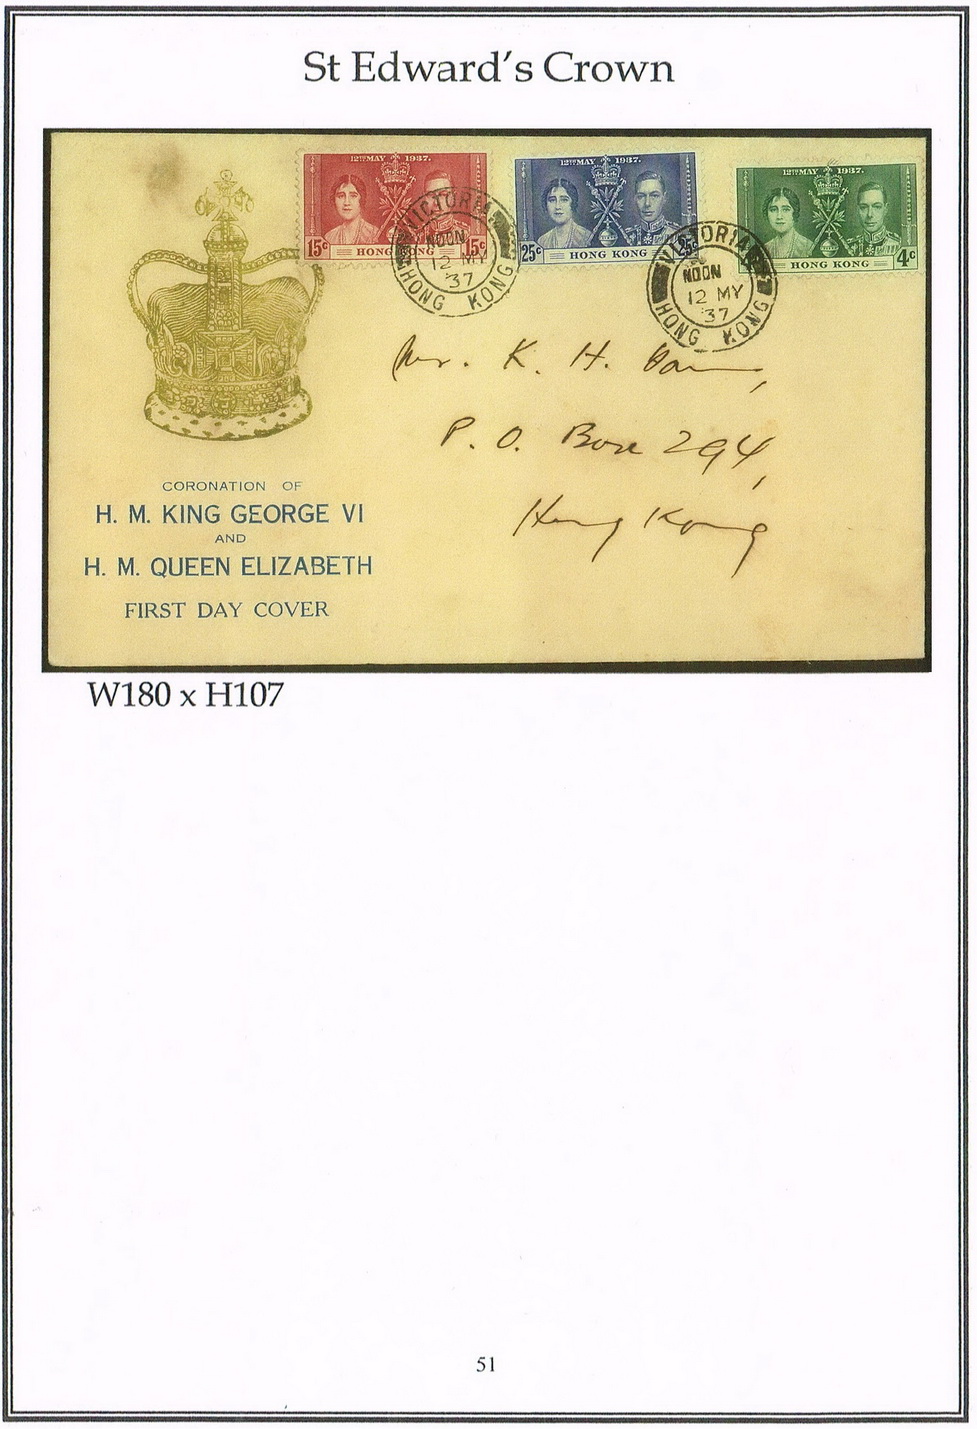 St Edward's Crown
12TH MAY 1937.
15c HONG KONG 15c
12TH MAY 1937.
25c HONG KONG 25c
12TH MAY 1937.
HONG KONG 4c
VICTORIA
NOON
12 MY
37
HONG KONG
VICTORIA
NOON
12 MY
37
HONG KONG
Mr. K. H.
P. O. Box 294,
Hong Kong
CORONATION OF
H. M. KING GEORGE VI
AND
H. M. QUEEN ELIZABETH
FIRST DAY COVER
W180 x H107
51